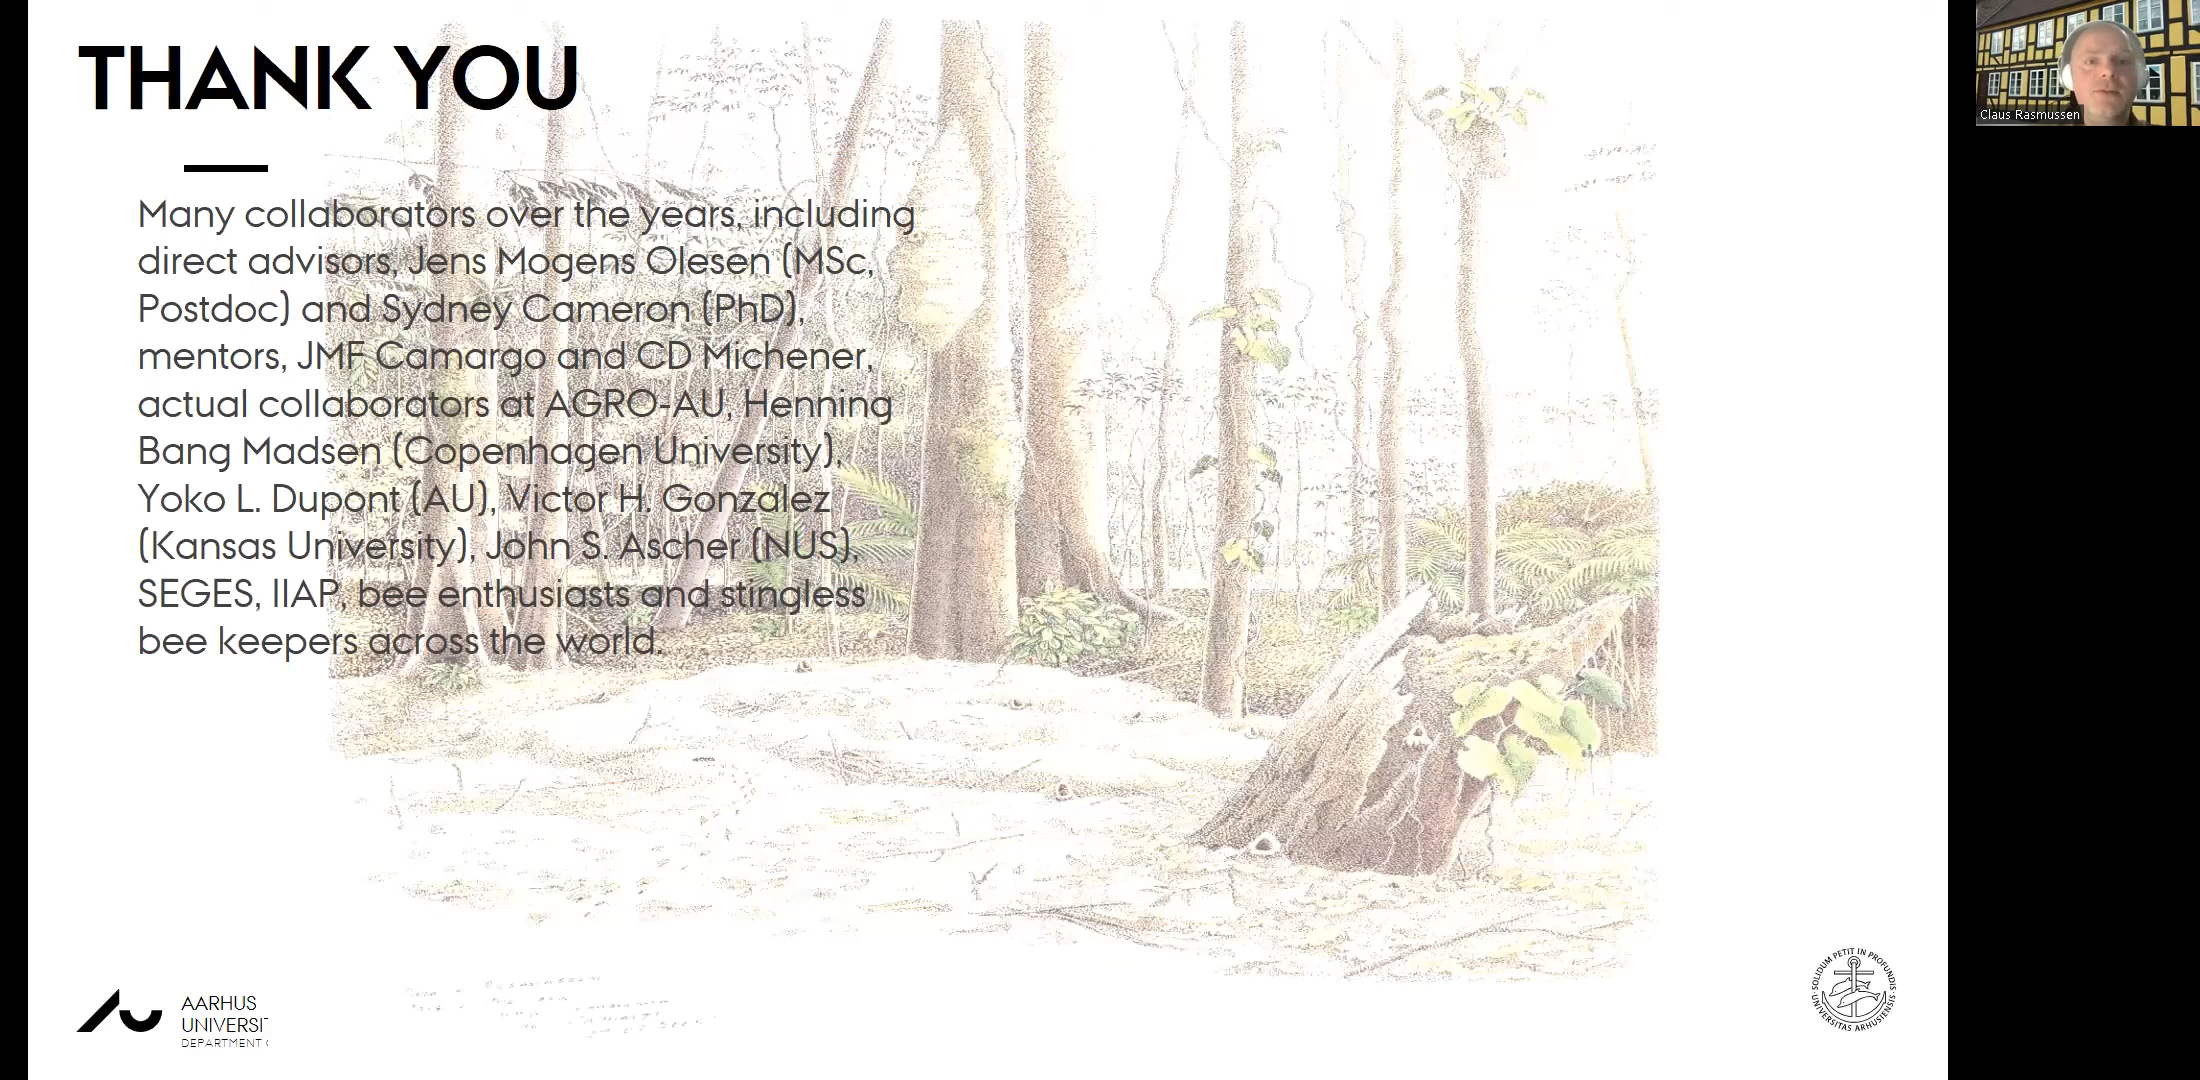 THANK YOU
Many collaborators over the years, including
direct advisors, Jens Mogens Olesen (MSc,
Postdoc) and Sydney Cameron (PhD),
mentors, JMF Camargo and CD Michener,
actual collaborators at AGRO-AU, Henning
Bang Madsen (Copenhagen University),
Yoko L. Dupont (AU), Victor H. Gonzalez
(Kansas University), John S. Ascher (NUS),
SEGES, IIAP, bee enthusiasts and stingless
bee keepers across the world.
Claus Rasmussen
AARHUS
UNIVERSI
DEPARTMENT
SOLIDUM PETIT IN PROFUNDIS
UNIVERSITAS ARHUSIENSIS